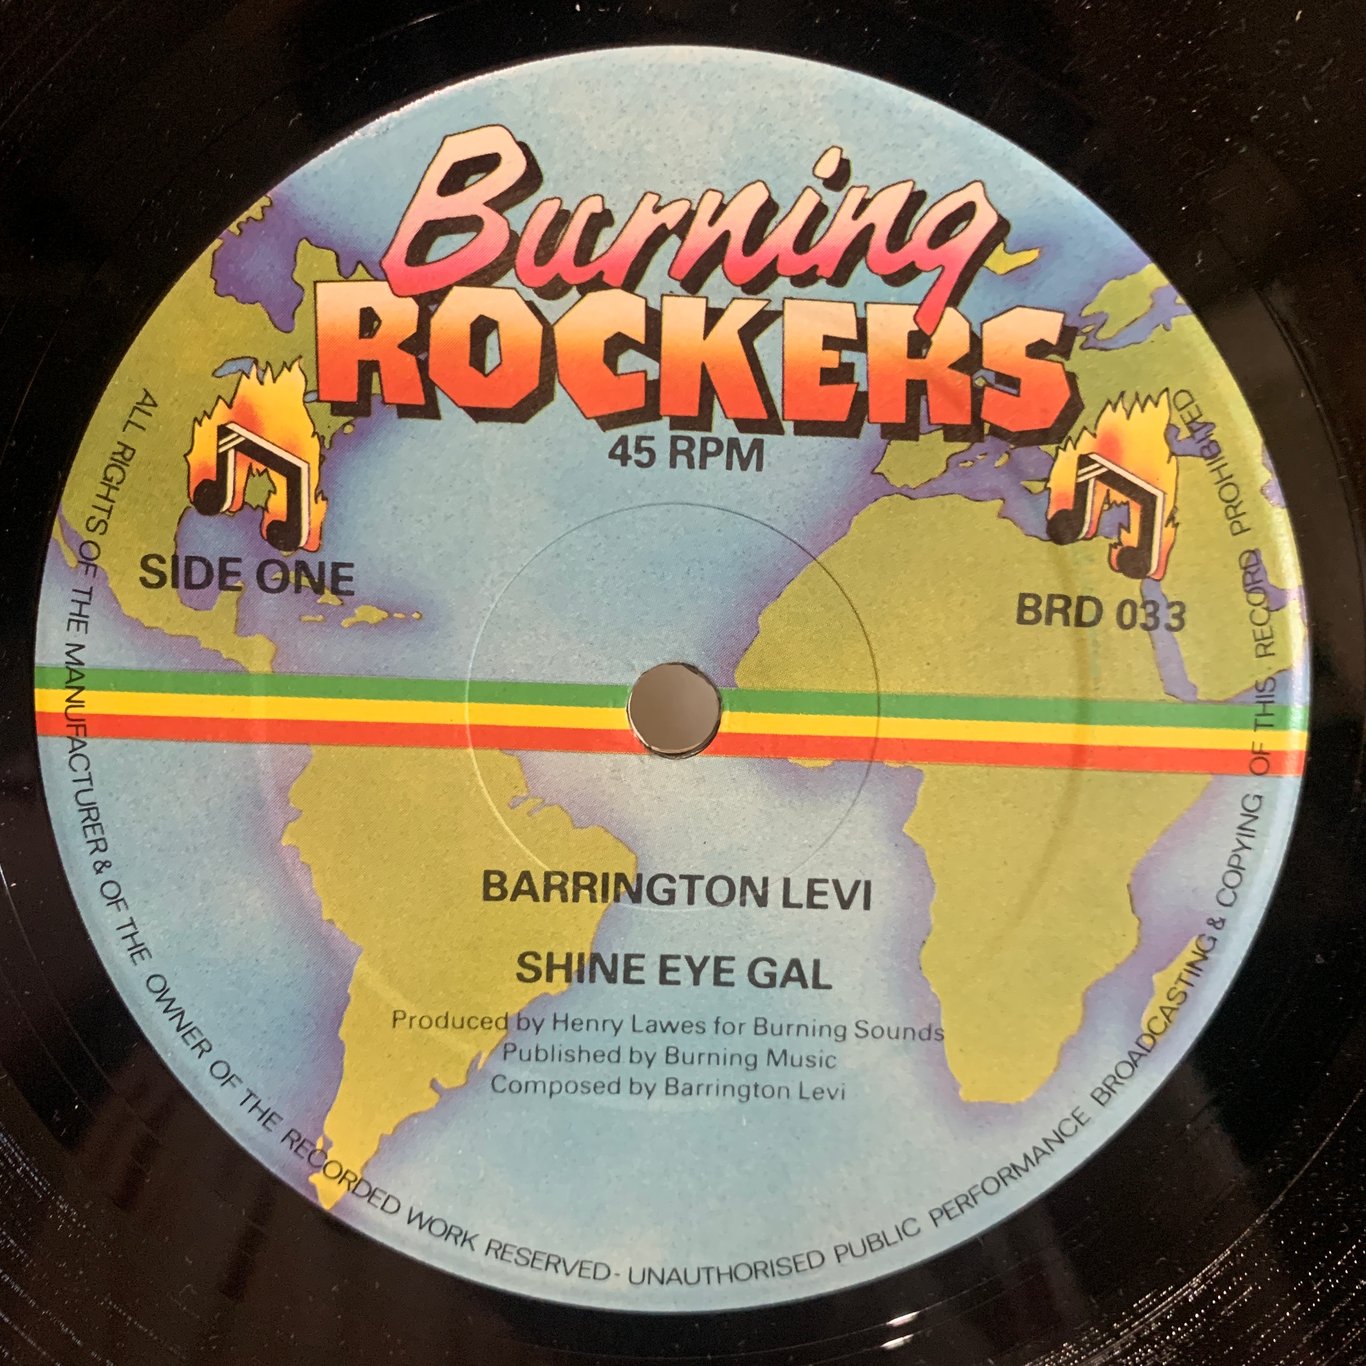 Burning
ROCKERS
45 RPM
SIDE ONE
BRD 033
BARRINGTON LEVI
SHINE EYE GAL
Produced by Henry Lawes for Burning Sounds
Published by Burning Music
Composed by Barrington Levi
ALL RIGHTS OF THE MANUFACTURER & OF THE OWNER OF THE RECORDED WORK RESERVED - UNAUTHORISED PUBLIC PERFORMANCE BROADCASTING & COPYING OF THIS RECORD PROHIBITED